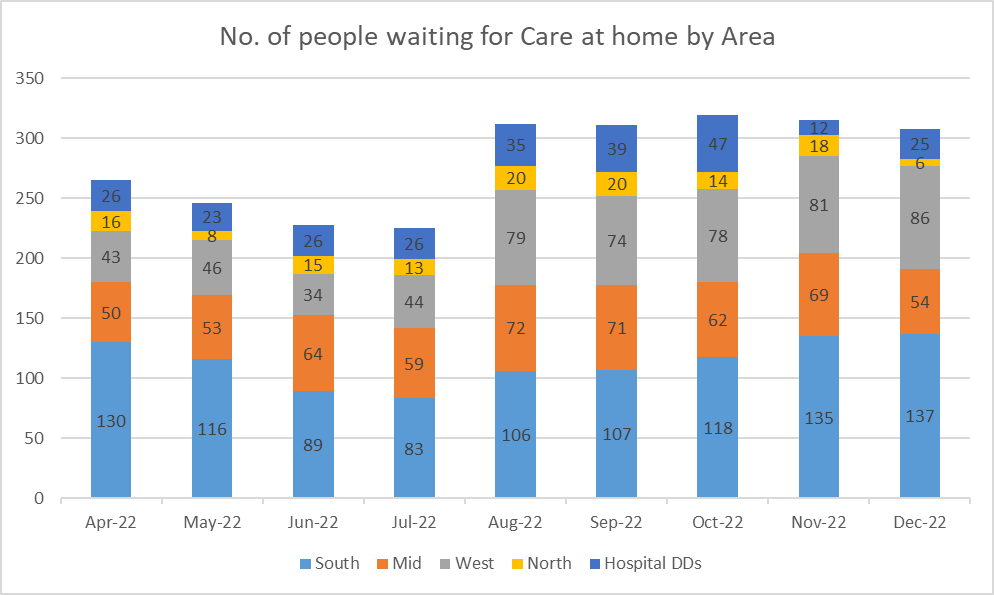 No. of people waiting for Care at home by Area
350
300
250
200
150
100
50
0
26 23 26 26 35 39 47 12 25
16 8 15 13 20 20 14 18 6
43 46 34 44 79 74 78 81 86
50 53 64 59 72 71 62 69 54
130 116 89 83 106 107 118 135 137
Apr-22 May-22 Jun-22 Jul-22 Aug-22 Sep-22 Oct-22 Nov-22 Dec-22
South Mid West North Hospital DDs